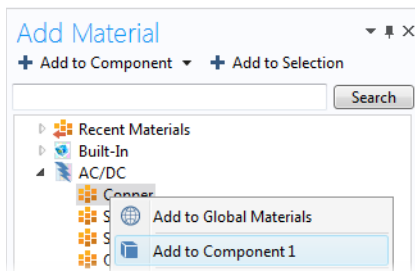 Add Material
Add to Component Add to Selection
Search
Recent Materials
Built-In
AC/DC
Copper
S
Add to Global Materials
S
Add to Component 1